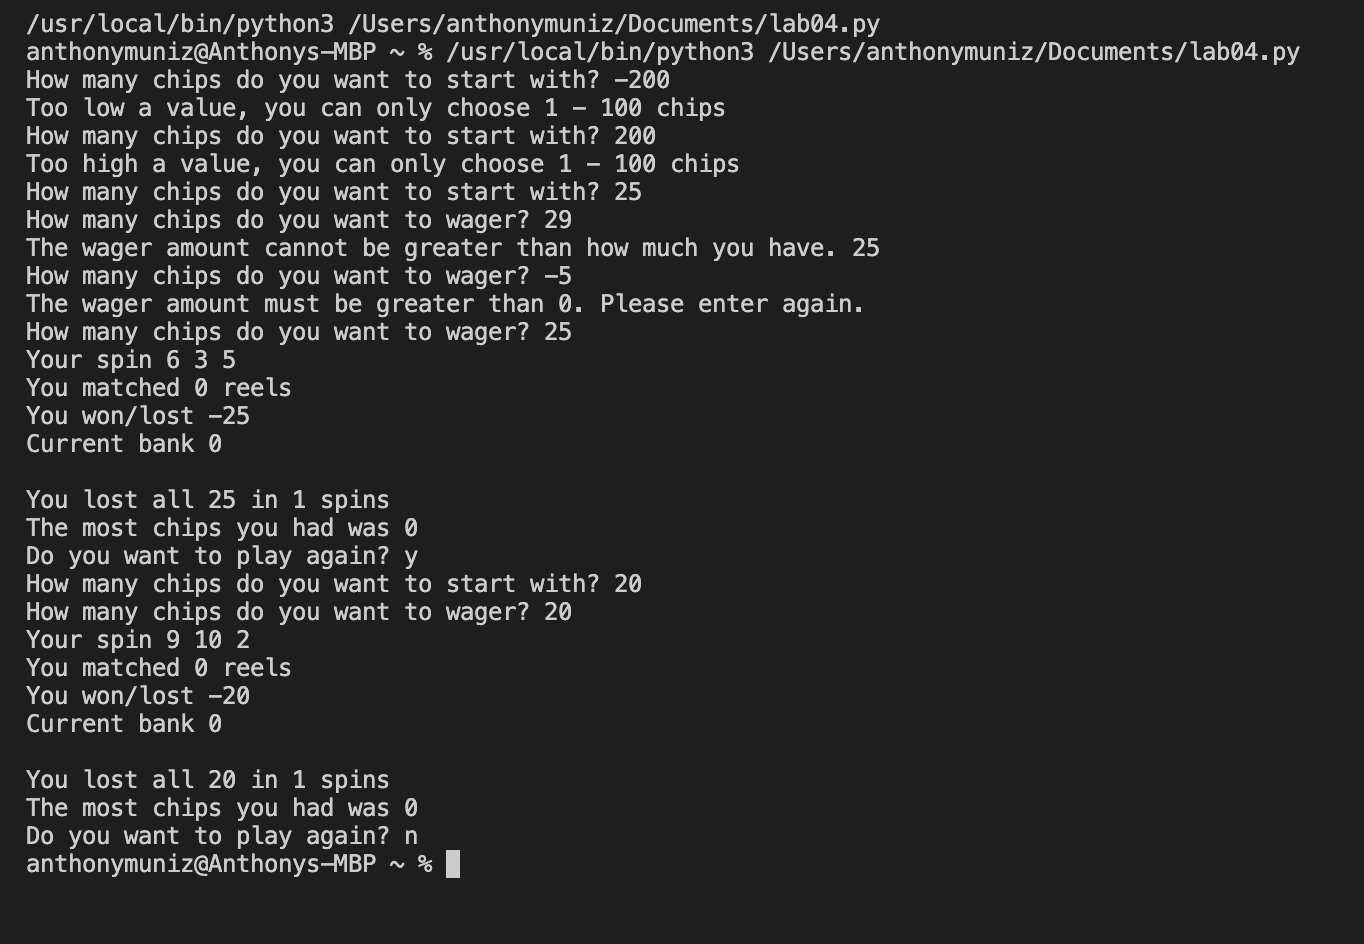 /usr/local/bin/python3 /Users/anthonymuniz/Documents/lab04.py
anthonymuniz@Anthonys-MBP ~ % /usr/local/bin/python3 /Users/anthonymuniz/Documents/lab04.py
How many chips do you want to start with? -200
Too low a value, you can only choose 1 - 100 chips
How many chips do you want to start with? 200
Too high a value, you can only choose 1 - 100 chips
How many chips do you want to start with? 25
How many chips do you want to wager? 29
The wager amount cannot be greater than how much you have. 25
How many chips do you want to wager? -5
The wager amount must be greater than 0. Please enter again.
How many chips do you want to wager? 25
Your spin 6 3 5
You matched 0 reels
You won/lost -25
Current bank 0

You lost all 25 in 1 spins
The most chips you had was 0
Do you want to play again? y
How many chips do you want to start with? 20
How many chips do you want to wager? 20
Your spin 9 10 2
You matched 0 reels
You won/lost -20
Current bank 0

You lost all 20 in 1 spins
The most chips you had was 0
Do you want to play again? n
anthonymuniz@Anthonys-MBP ~ %